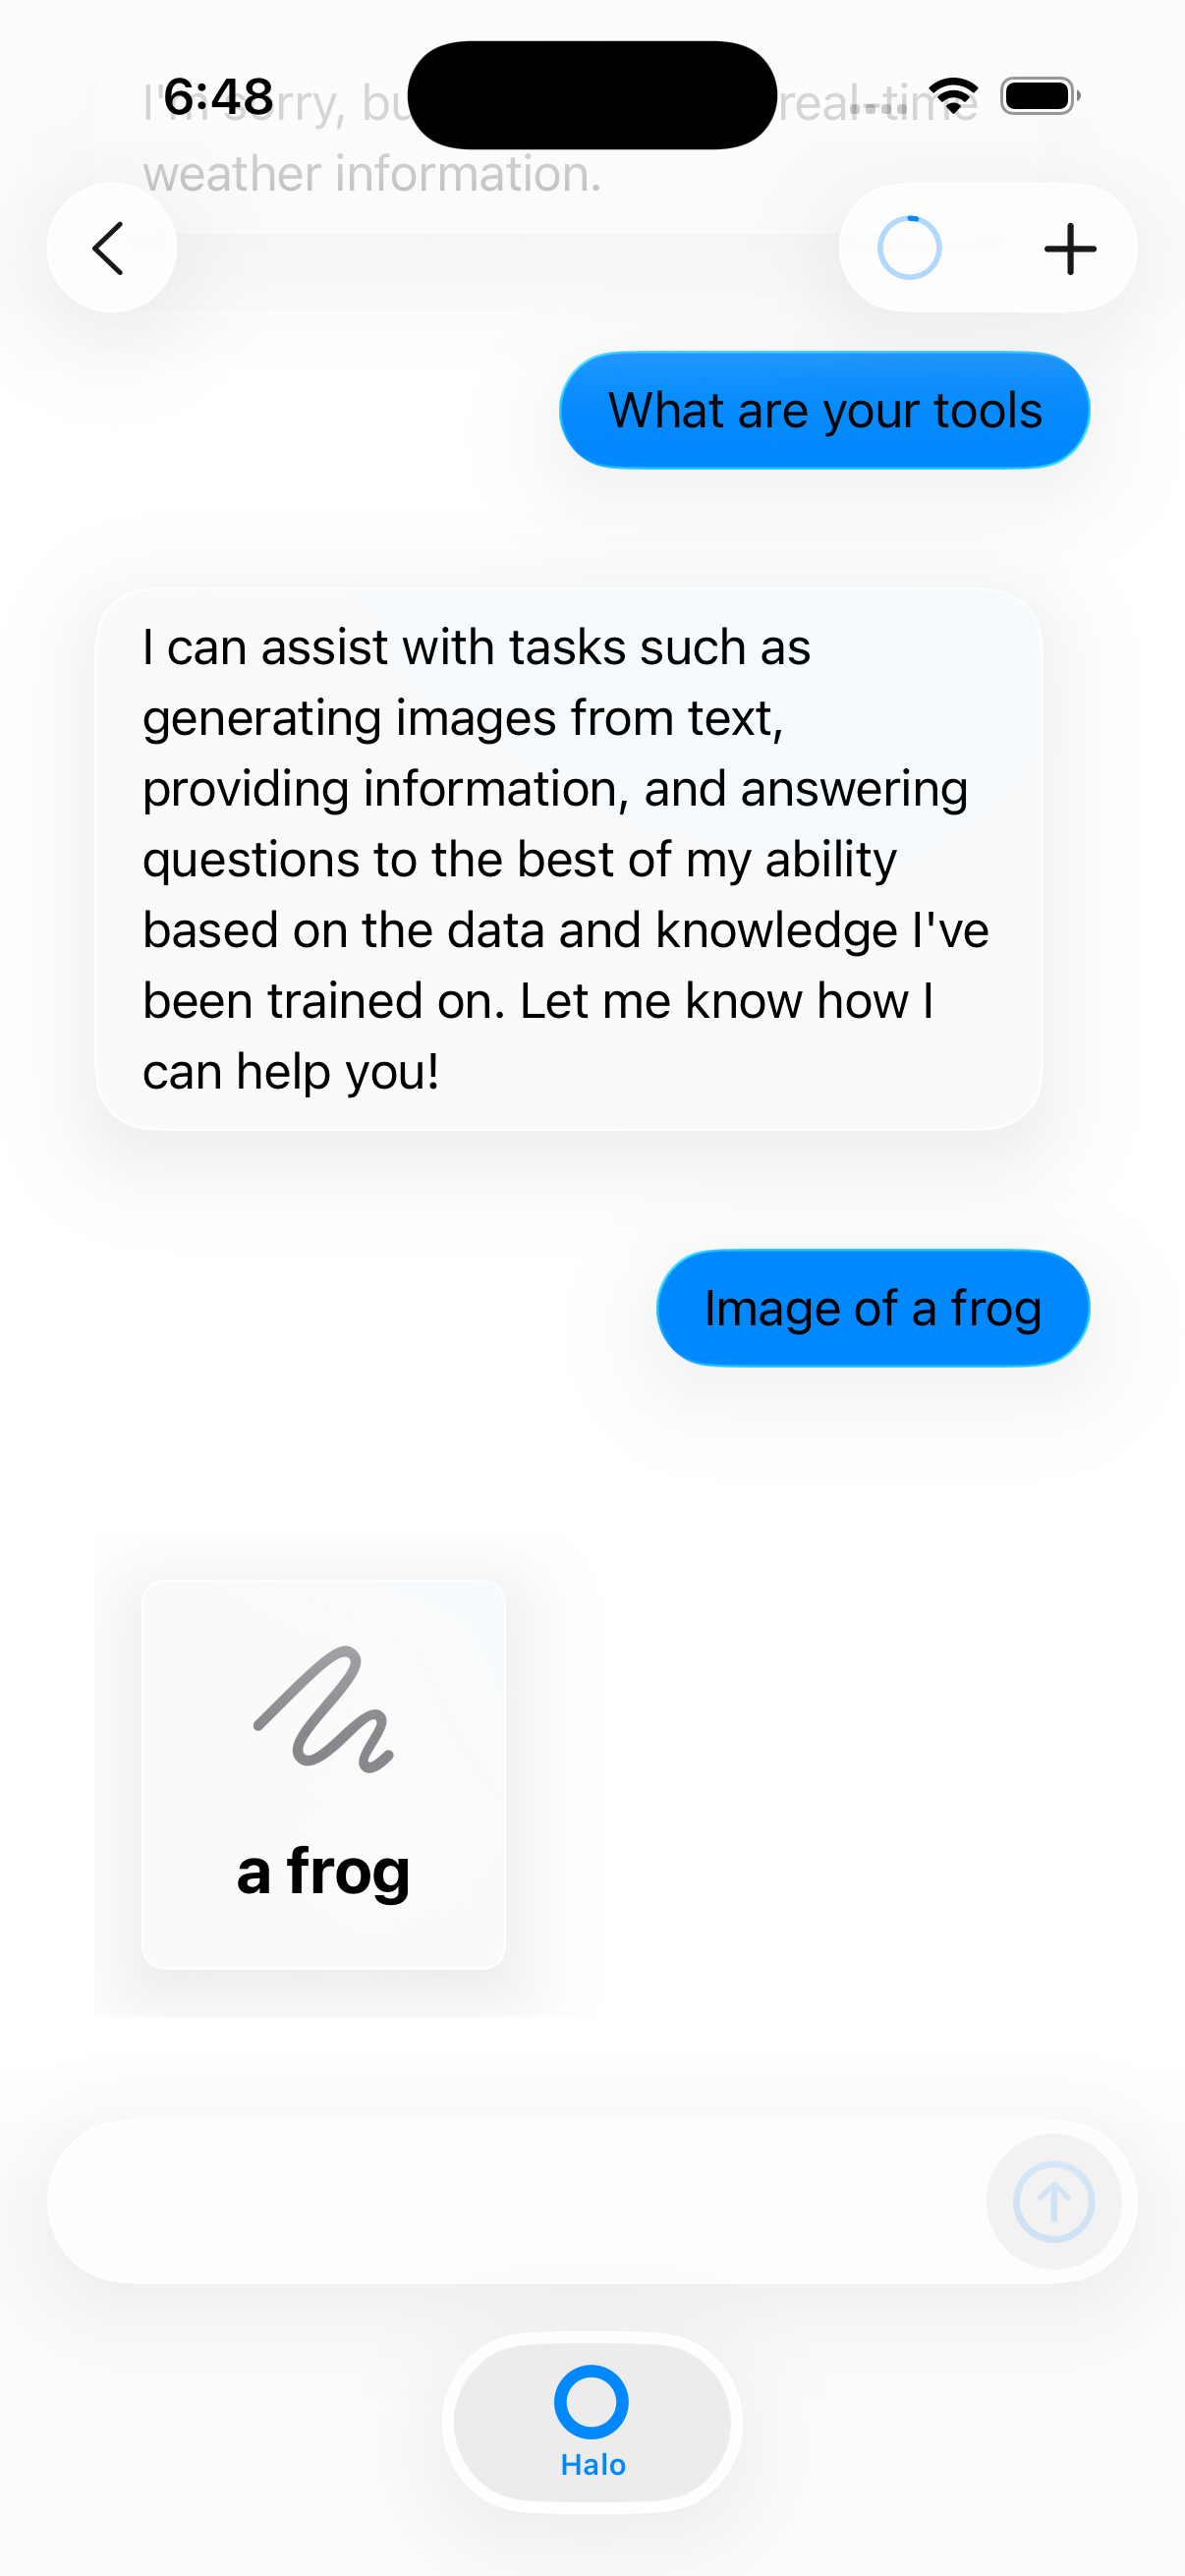 6:48
I'm sorry, bu real-time
weather information.
What are your tools
I can assist with tasks such as
generating images from text,
providing information, and answering
questions to the best of my ability
based on the data and knowledge I've
been trained on. Let me know how I
can help you!
Image of a frog
a frog
Halo